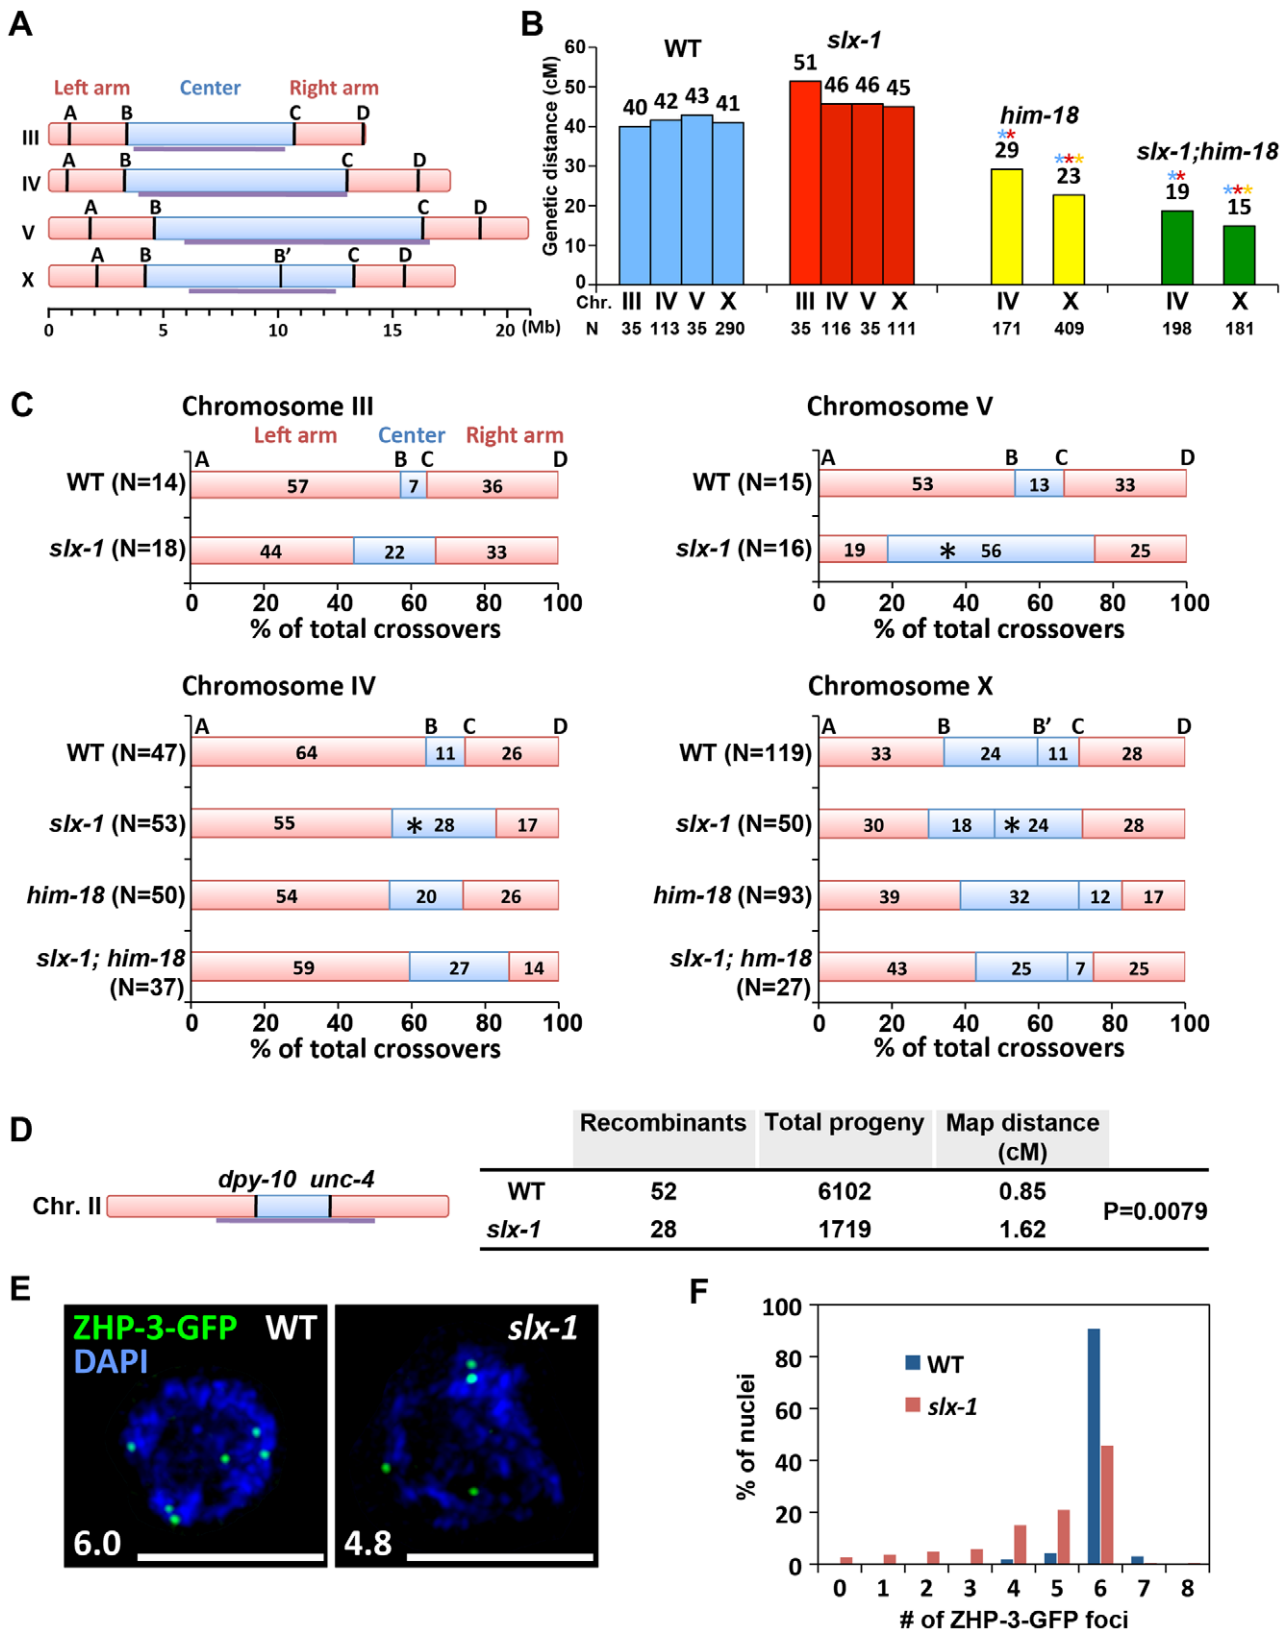 A
Left arm Center Right arm
A B C D
III
A B C D
IV
A B C D
V
A B B’ C D
X
0 5 10 15 20 (Mb)
B
WT slx-1
him-18
slx-1;him-18
Genetic distance (cM)
60
50
40
30
20
10
0
40 42 43 41
51 46 46 45
**
29
***
23
**
19
***
15
Chr. III IV V X III IV V X IV X IV X
N 35 113 35 290 35 116 35 111 171 409 198 181
C
Chromosome III
Left arm Center Right arm
A B C D
WT (N=14) 57 7 36
slx-1 (N=18) 44 22 33
0 20 40 60 80 100
% of total crossovers
Chromosome V
A B C D
WT (N=15) 53 13 33
slx-1 (N=16) 19 * 56 25
0 20 40 60 80 100
% of total crossovers
Chromosome IV
A B C D
WT (N=47) 64 11 26
slx-1 (N=53) 55 * 28 17
him-18 (N=50) 54 20 26
slx-1; him-18
(N=37) 59 27 14
0 20 40 60 80 100
% of total crossovers
Chromosome X
A B B’ C D
WT (N=119) 33 24 11 28
slx-1 (N=50) 30 18 * 24 28
him-18 (N=93) 39 32 12 17
slx-1; hm-18
(N=27) 43 25 7 25
0 20 40 60 80 100
% of total crossovers
D
dpy-10 unc-4
Chr. II
Recombinants Total progeny Map distance
(cM)
WT 52 6102 0.85
P=0.0079
slx-1 28 1719 1.62
E
ZHP-3-GFP WT
DAPI
6.0
slx-1
4.8
F
100
80
60
40
20
0
% of nuclei
WT
slx-1
0 1 2 3 4 5 6 7 8
# of ZHP-3-GFP foci